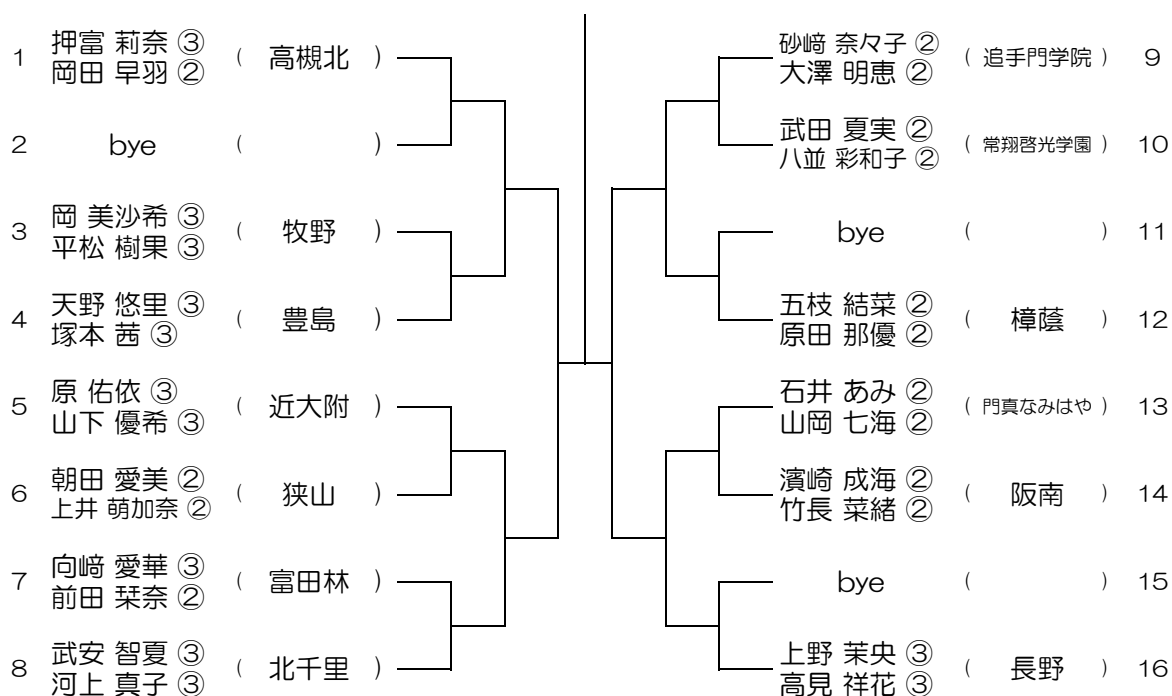 1 押富 莉奈 ③ ( 高槻北 )
岡田 早羽 ②
2 bye ( )
3 岡 美沙希 ③ ( 牧野 )
平松 樹果 ③
4 天野 悠里 ③ ( 豊島 )
塚本 茜 ③
5 原 佑依 ③ ( 近大附 )
山下 優希 ③
6 朝田 愛美 ② ( 狭山 )
上井 萌加奈 ②
7 向﨑 愛華 ③ ( 富田林 )
前田 栞奈 ②
8 武安 智夏 ③ ( 北千里 )
河上 真子 ③
砂﨑 奈々子 ② ( 追手門学院 ) 9
大澤 明恵 ②
武田 夏実 ② ( 常翔啓光学園 ) 10
八並 彩和子 ②
bye ( ) 11
五枝 結菜 ② ( 樟蔭 ) 12
原田 那優 ②
石井 あみ ② ( 門真なみはや ) 13
山岡 七海 ②
濱崎 成海 ② ( 阪南 ) 14
竹長 菜緒 ②
bye ( ) 15
上野 茉央 ③ ( 長野 ) 16
高見 祥花 ③